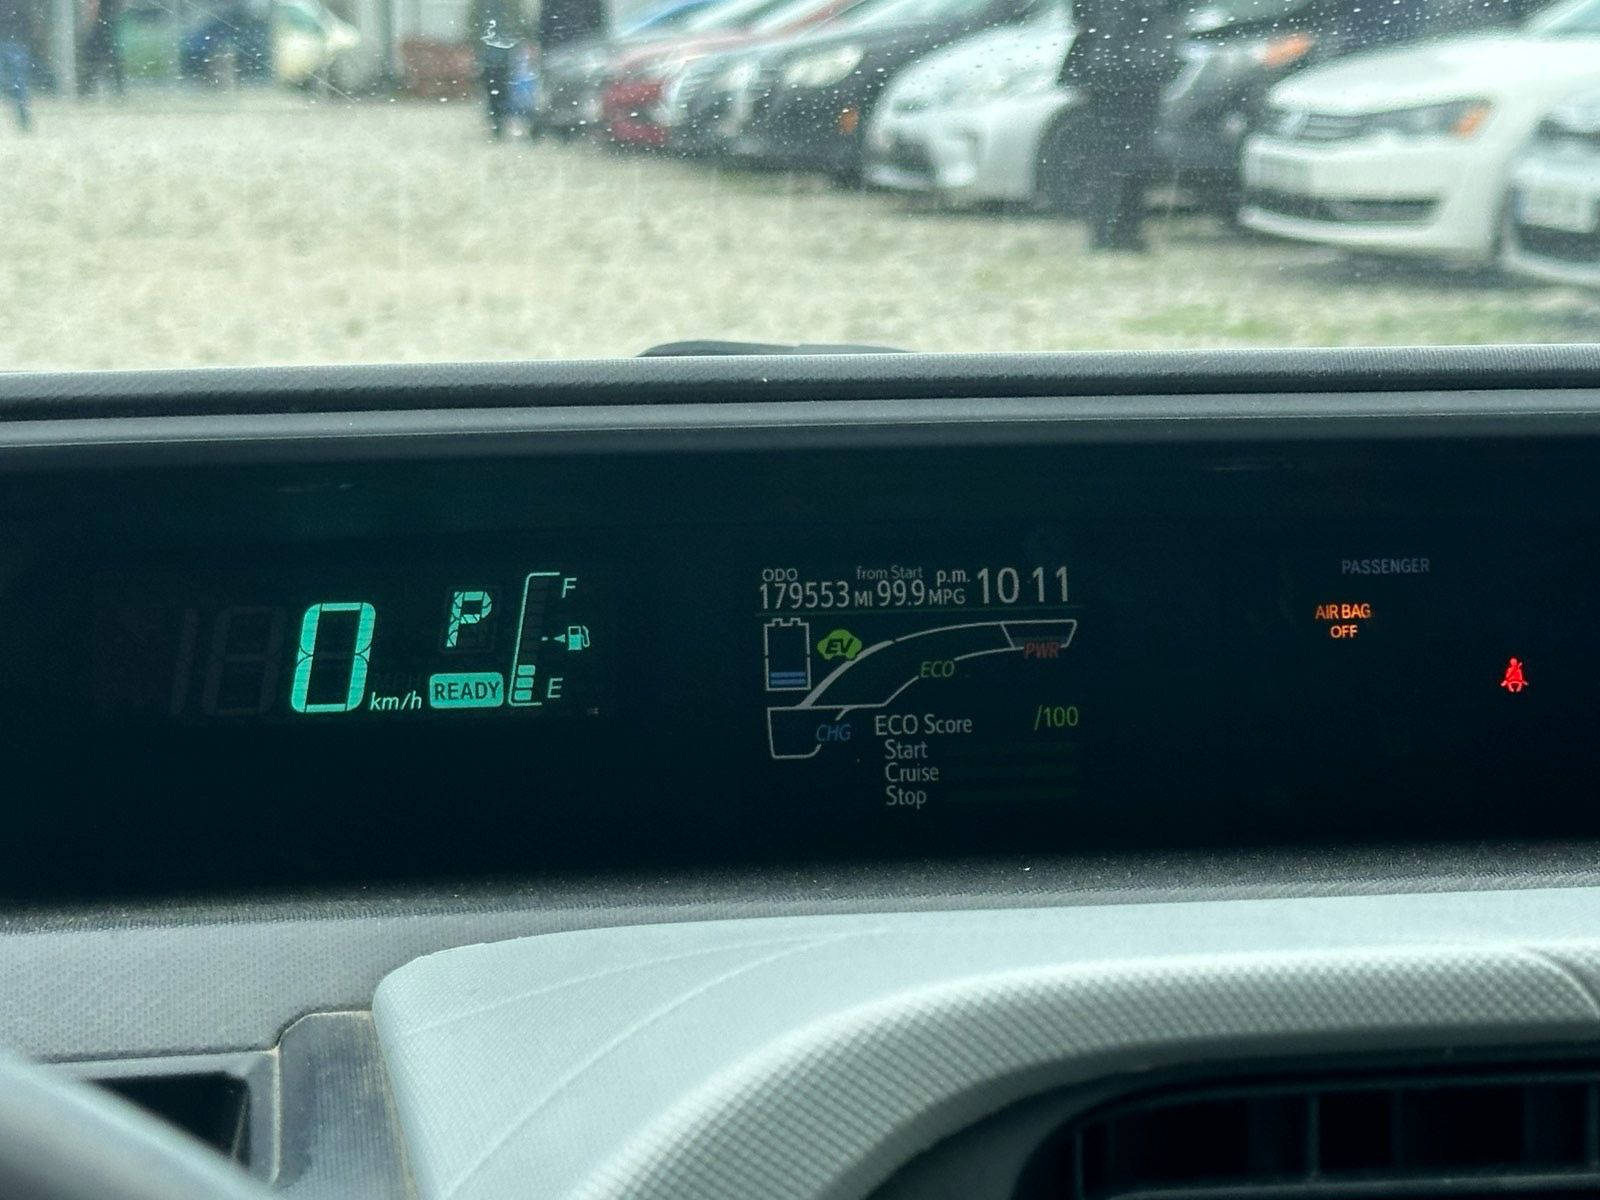 0 km/h
P
READY
F
E
ODO from Start p.m. 10 11
179553 MI 99.9 MPG
EV
ECO
PWR
CHG
ECO Score /100
Start
Cruise
Stop
PASSENGER
AIR BAG
OFF